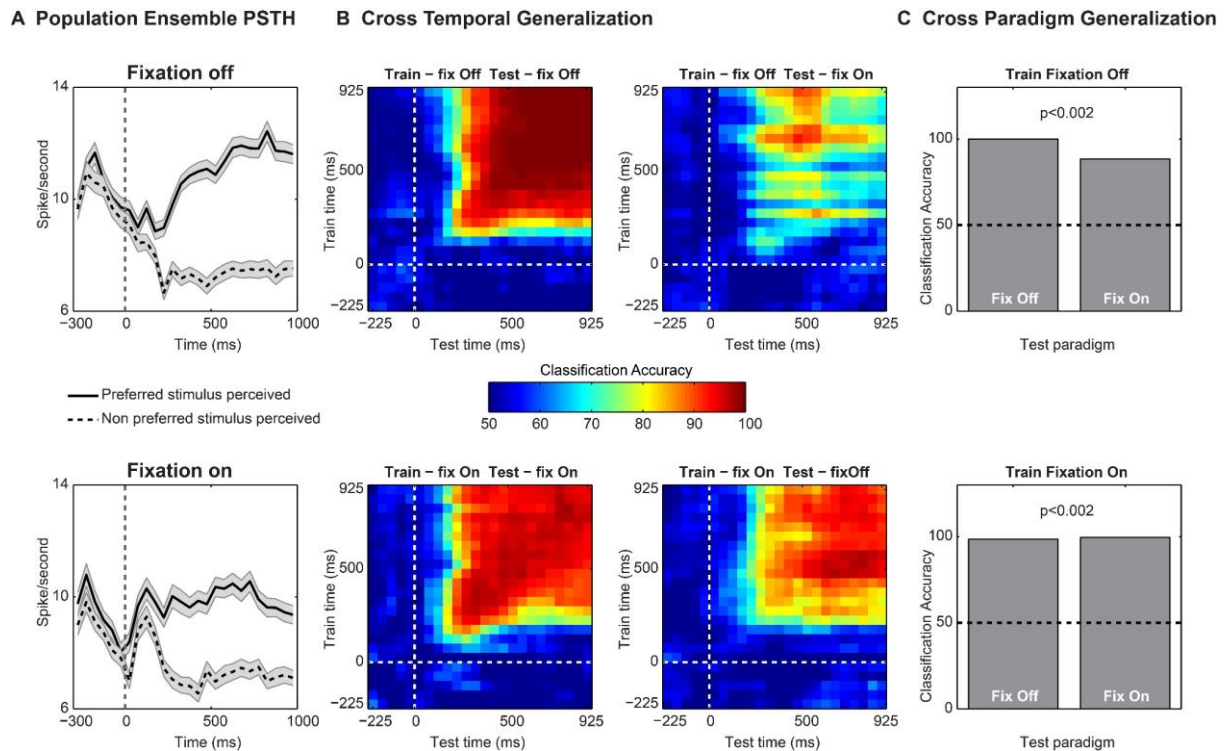 A Population Ensemble PSTH
B Cross Temporal Generalization
C Cross Paradigm Generalization
Fixation off
14
10
6
Spike/second
−300 0 500 1000
Time (ms)
Train − fix Off Test − fix Off
925
500
0
−225
Train time (ms)
−225 0 500 925
Test time (ms)
Train − fix Off Test − fix On
925
500
0
−225
Train time (ms)
−225 0 500 925
Test time (ms)
Train Fixation Off
p<0.002
100
50
0
Classification Accuracy
Fix Off Fix On
Test paradigm
Preferred stimulus perceived
Non preferred stimulus perceived
Classification Accuracy
50 60 70 80 90 100
Fixation on
14
10
6
Spike/second
−300 0 500 1000
Time (ms)
Train − fix On Test − fix On
925
500
0
−225
Train time (ms)
−225 0 500 925
Test time (ms)
Train − fix On Test − fixOff
925
500
0
−225
Train time (ms)
−225 0 500 925
Test time (ms)
Train Fixation On
p<0.002
100
50
0
Classification Accuracy
Fix Off Fix On
Test paradigm